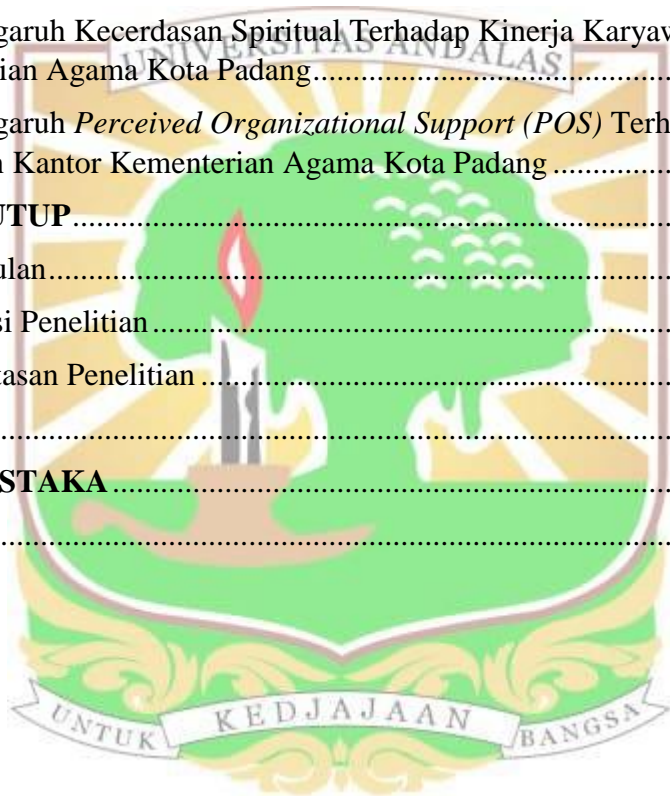 garuh Kecerdasan Spiritual Terhadap Kinerja Karyaw
UNIVERSITAS ANDALAS
ian Agama Kota Padang..............................................
garuh Perceived Organizational Support (POS) Terh
n Kantor Kementerian Agama Kota Padang ...............
UTUP..........................................................................
ulan.............................................................................
si Penelitian................................................................
tasan Penelitian ..........................................................
....................................................................................
STAKA .......................................................................
....................................................................................
UNTUK KEDJAJAAN BANGSA